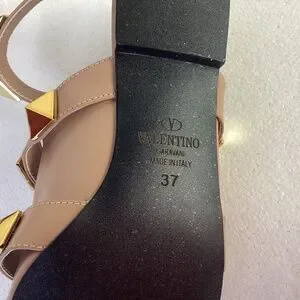 V
VALENTINO
GARAVANI
MADE IN ITALY
37